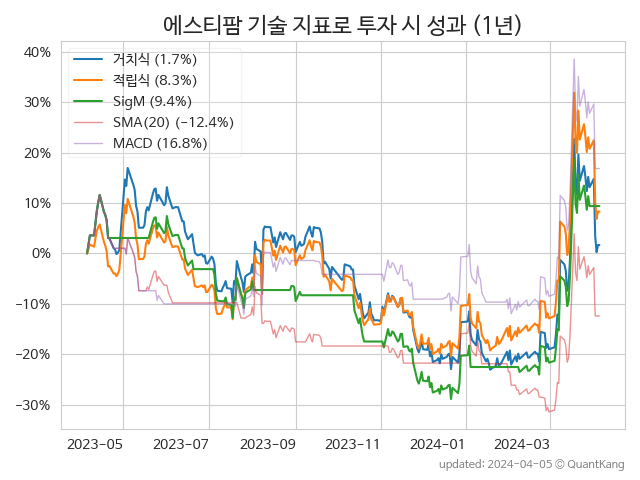 에스티팜 기술 지표로 투자 시 성과 (1년)
40%
30%
20%
10%
0%
−10%
−20%
−30%
거치식 (1.7%)
적립식 (8.3%)
SigM (9.4%)
SMA(20) (−12.4%)
MACD (16.8%)
2023-05
2023-07
2023-09
2023-11
2024-01
2024-03
updated: 2024-04-05 © QuantKang